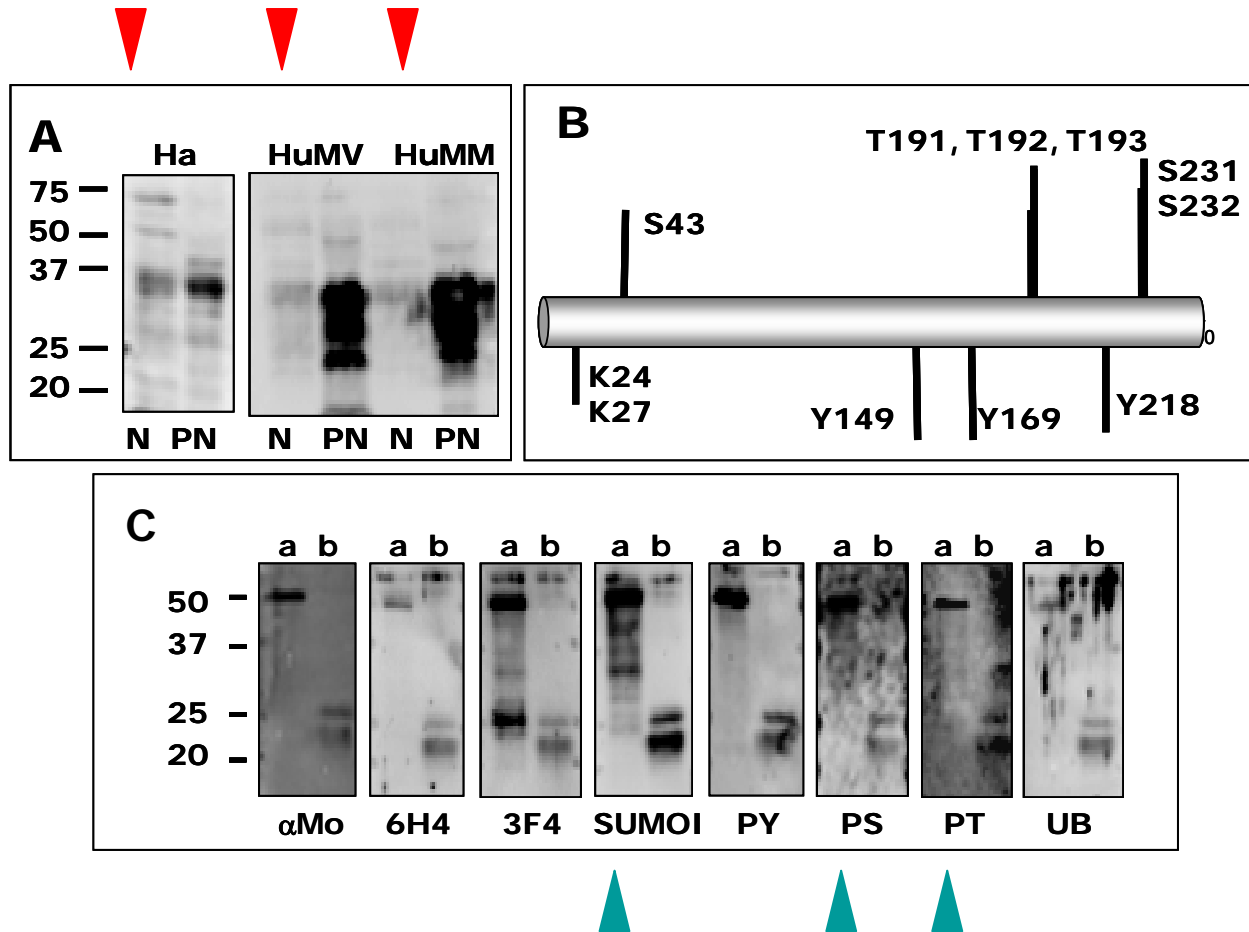 A
Ha HuMV HuMM
75
50
37
25
20
N PN N PN N PN
B
T191, T192, T193
S231
S232
S43
0
K24
K27
Y149
Y169
Y218
C
a b a b a b a b a b a b a b a b
50
37
25
20
αMo 6H4 3F4 SUMOI PY PS PT UB